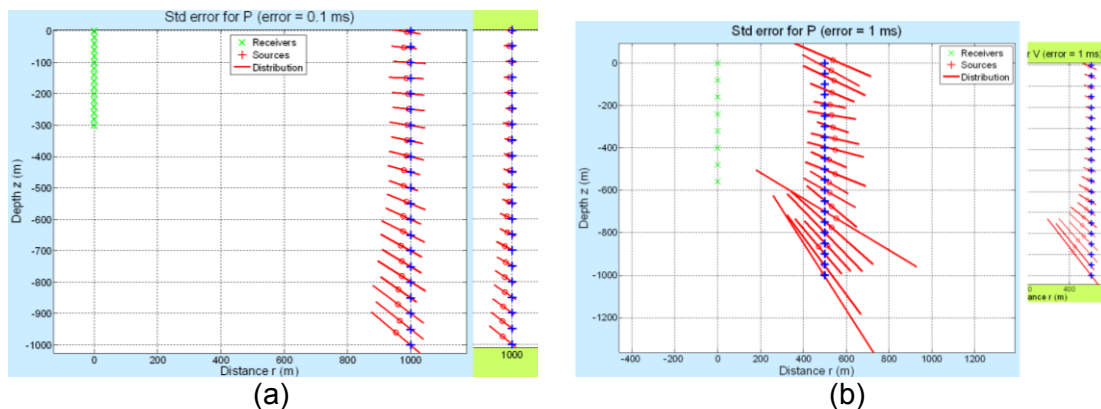 Std error for P (error = 0.1 ms)
Receivers
Sources
Distribution
0
-100
-200
-300
-400
-500
-600
-700
-800
-900
-1000
Depth z (m)
0
200
400
600
800
1000
Distance r (m)
1000
(a)
Std error for P (error = 1 ms)
Receivers
Sources
Distribution
0
-200
-400
-600
-800
-1000
-1200
Depth z (m)
-400
-200
0
200
400
600
800
1000
1200
Distance r (m)
r V (error = 1 ms)
0
400
ance r (m)
(b)